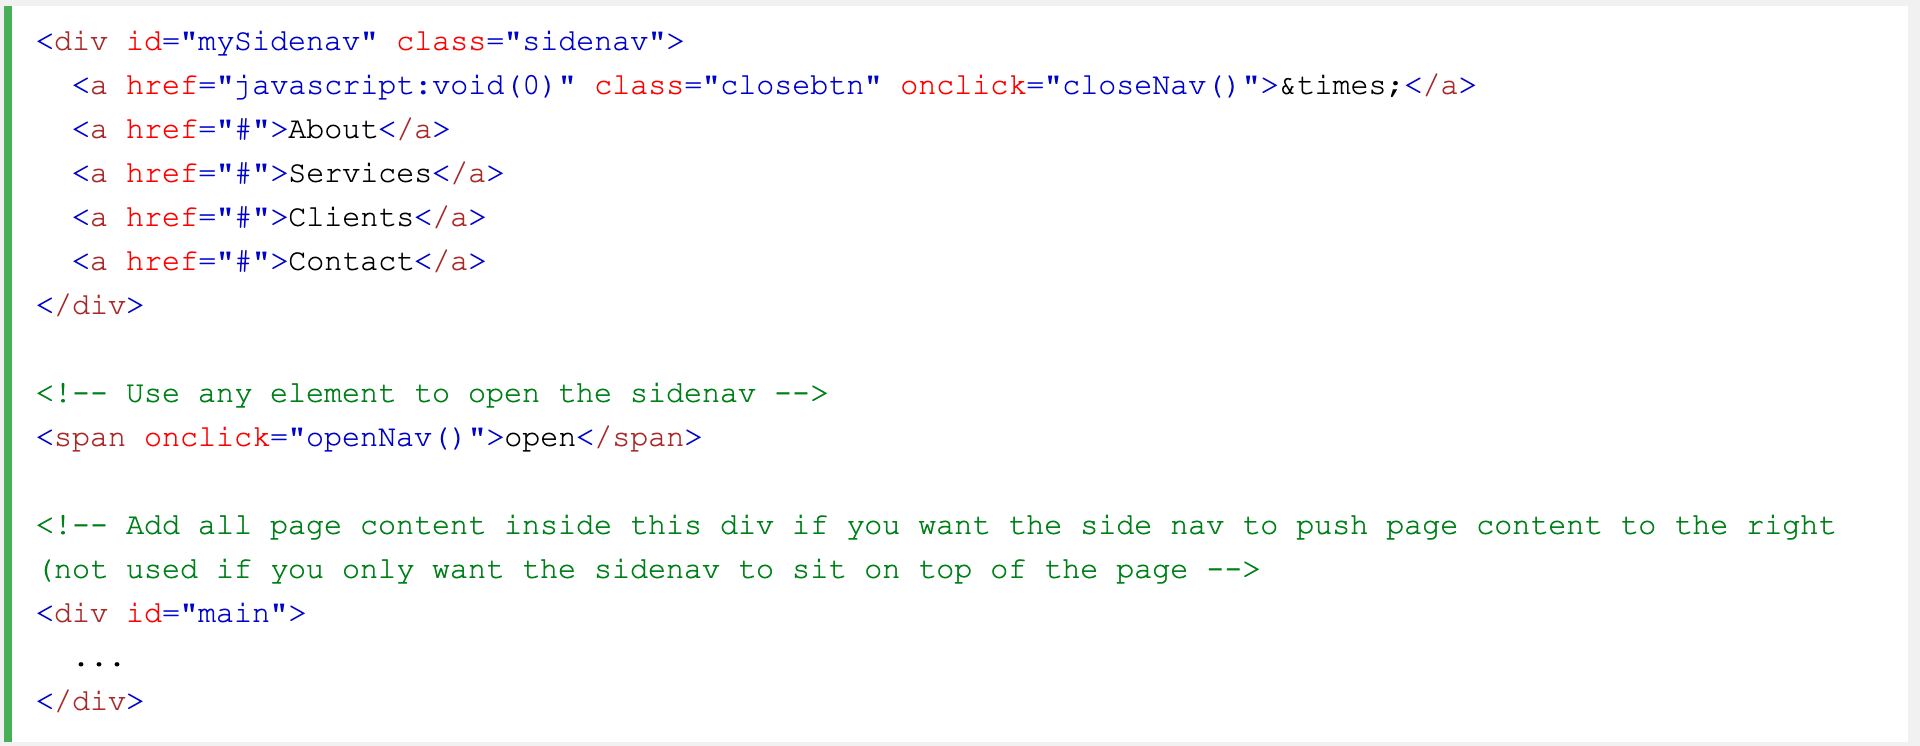 <div id="mySidenav" class="sidenav">
  <a href="javascript:void(0)" class="closebtn" onclick="closeNav()">&times;</a>
  <a href="#">About</a>
  <a href="#">Services</a>
  <a href="#">Clients</a>
  <a href="#">Contact</a>
</div>
<!-- Use any element to open the sidenav -->
<span onclick="openNav()">open</span>
<!-- Add all page content inside this div if you want the side nav to push page content to the right
(not used if you only want the sidenav to sit on top of the page -->
<div id="main">
  ...
</div>